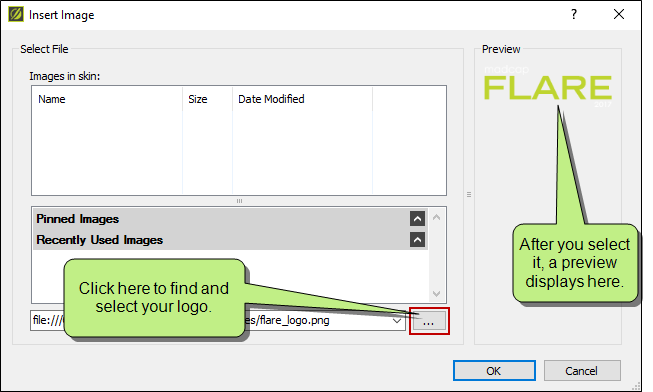 Insert Image
?
Select File
Images in skin:
Name Size Date Modified
Pinned Images
Recently Used Images
Click here to find and
select your logo.
file:/// es/flare_logo.png
...
Preview
madcap
FLARE
After you select
it, a preview
displays here.
OK Cancel